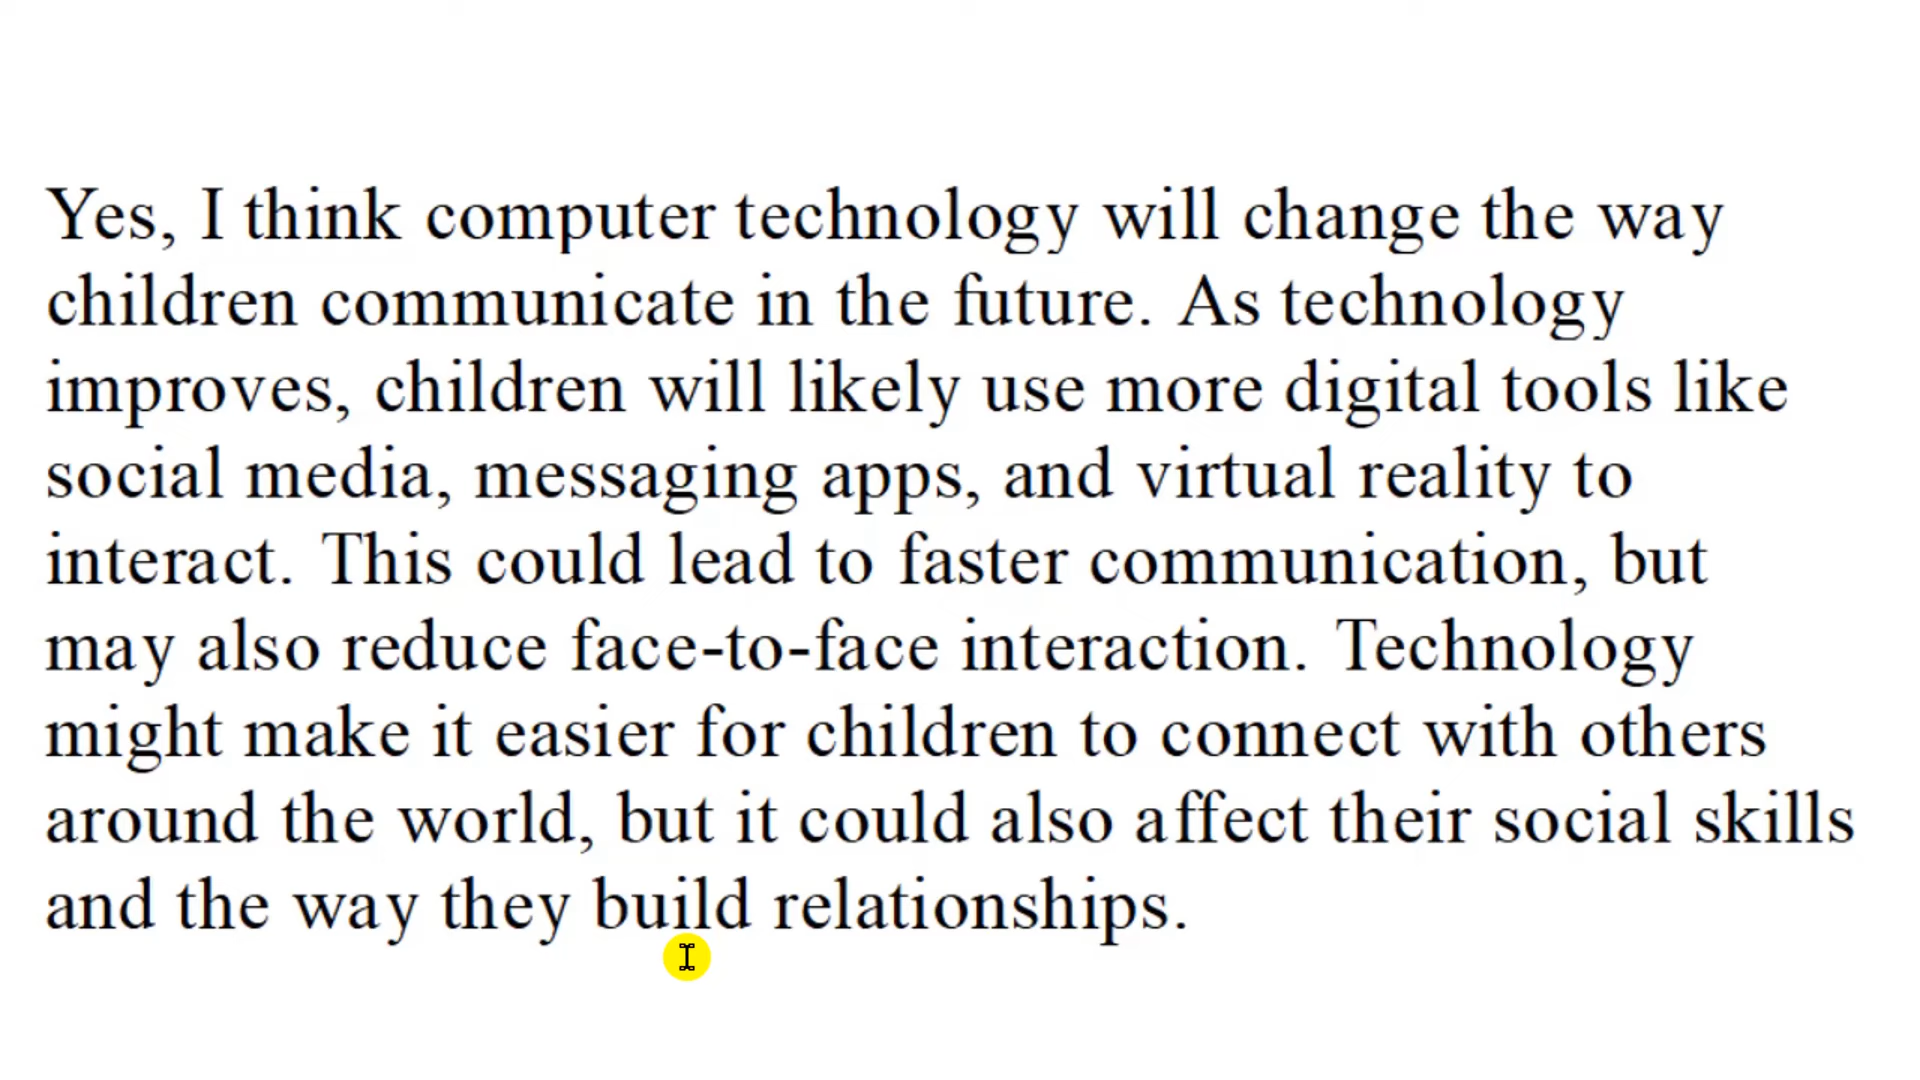 Yes, I think computer technology will change the way
children communicate in the future. As technology
improves, children will likely use more digital tools like
social media, messaging apps, and virtual reality to
interact. This could lead to faster communication, but
may also reduce face-to-face interaction. Technology
might make it easier for children to connect with others
around the world, but it could also affect their social skills
and the way they build relationships.